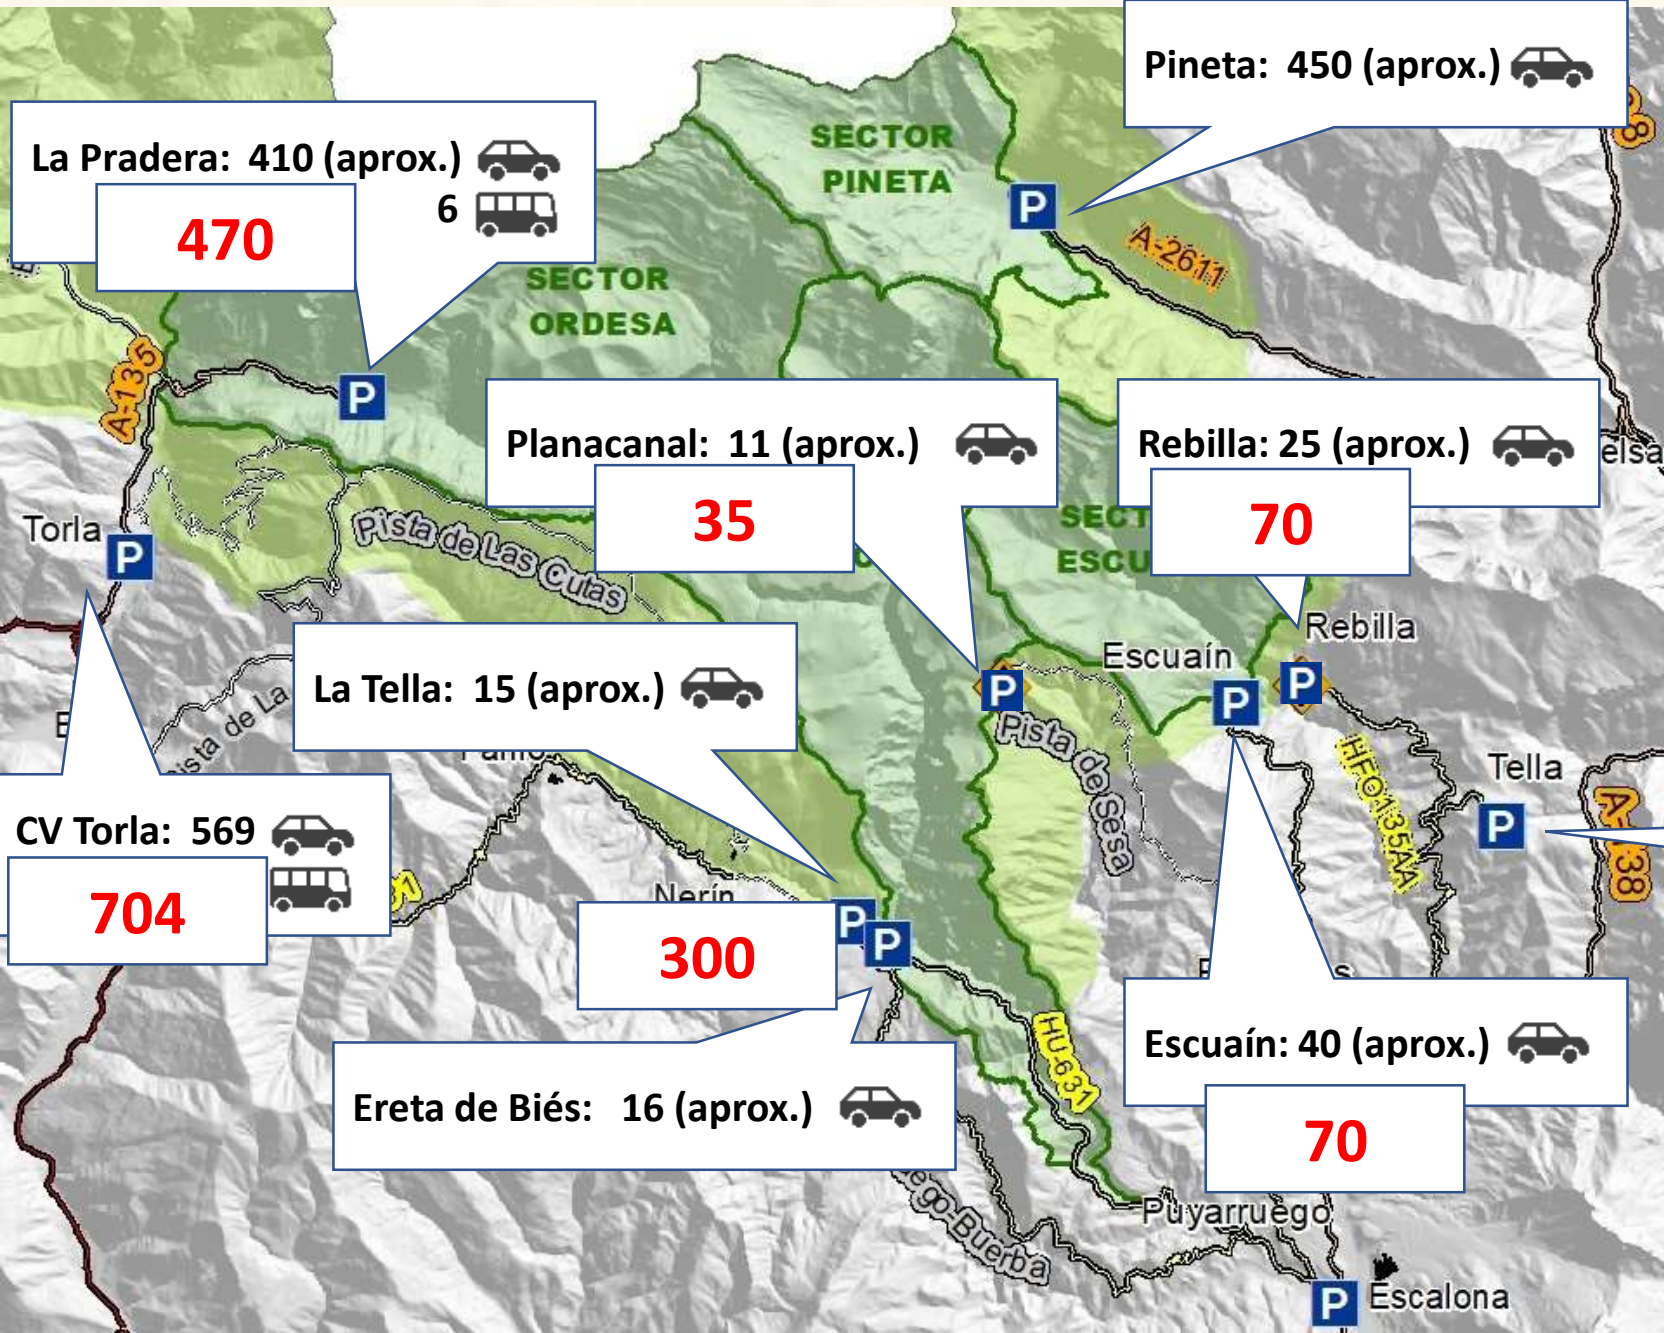 Pineta: 450 (aprox.)
La Pradera: 410 (aprox.)
6
470
SECTOR
PINETA
P
A-2611
SECTOR
ORDESA
A-135
P
Planacanal: 11 (aprox.)
35
Rebilla: 25 (aprox.)
70
Torla
P
Pista de Las Cutas
Rebilla
Escuaín
P
P
P
La Tella: 15 (aprox.)
Pista de Sesa
HFO135AA
Tella
P
CV Torla: 569
704
Nerín
P
P
300
HU-631
Escuaín: 40 (aprox.)
70
Ereta de Biés: 16 (aprox.)
Puyarruego
P
Escalona